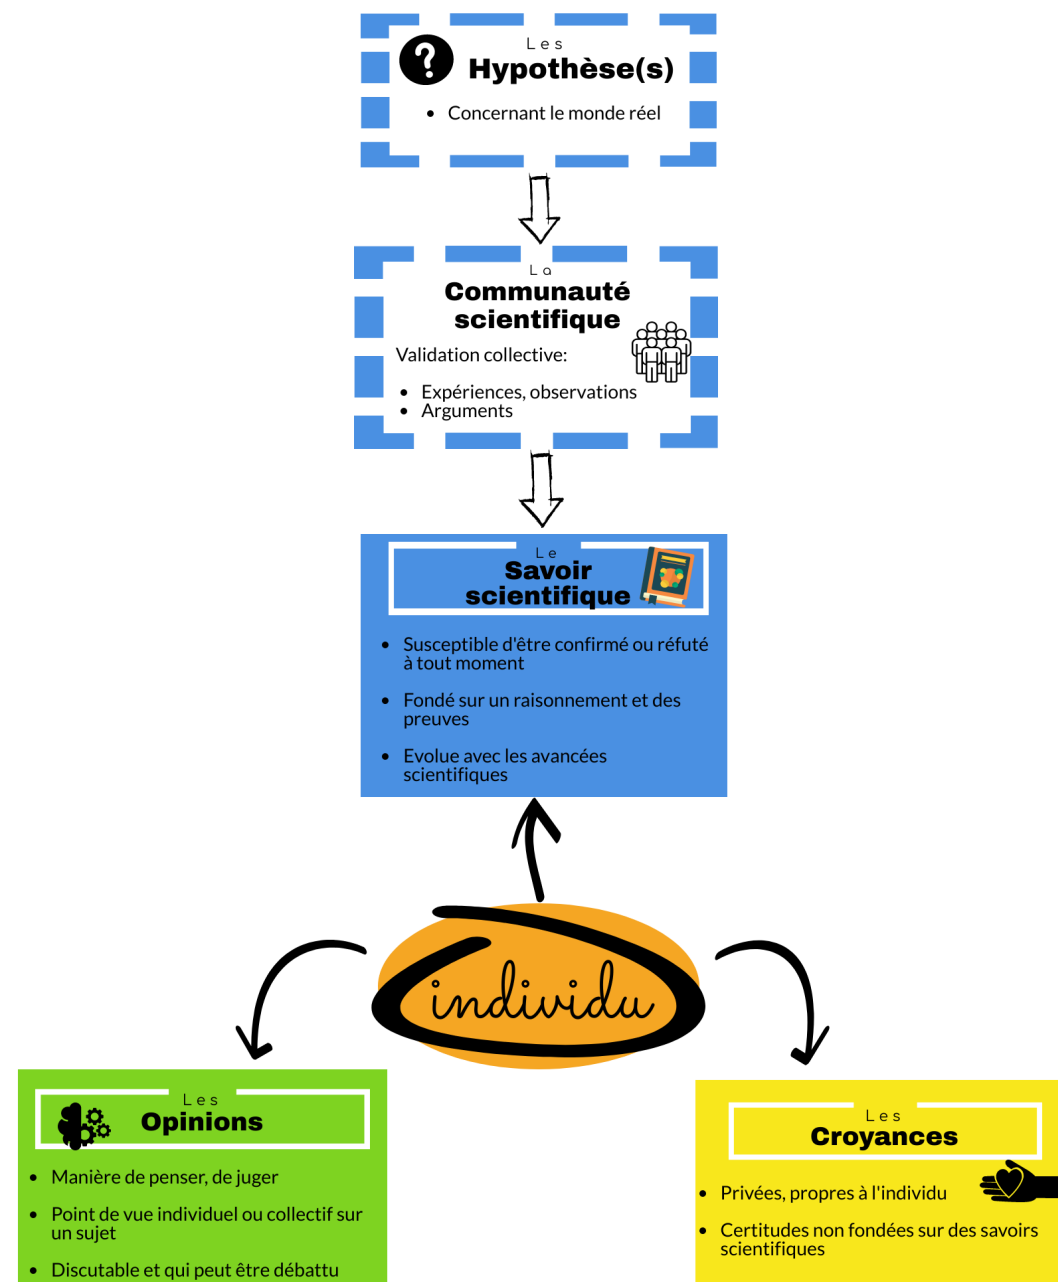 Les
Hypothèse(s)
• Concernant le monde réel
La
Communauté
scientifique
Validation collective:
• Expériences, observations
• Arguments
Le
Savoir
scientifique
• Susceptible d'être confirmé ou réfuté
à tout moment
• Fondé sur un raisonnement et des
preuves
• Evolue avec les avancées
scientifiques
individu
Les
Opinions
• Manière de penser, de juger
• Point de vue individuel ou collectif sur
un sujet
• Discutable et qui peut être débattu
Les
Croyances
• Privées, propres à l'individu
• Certitudes non fondées sur des savoirs
scientifiques